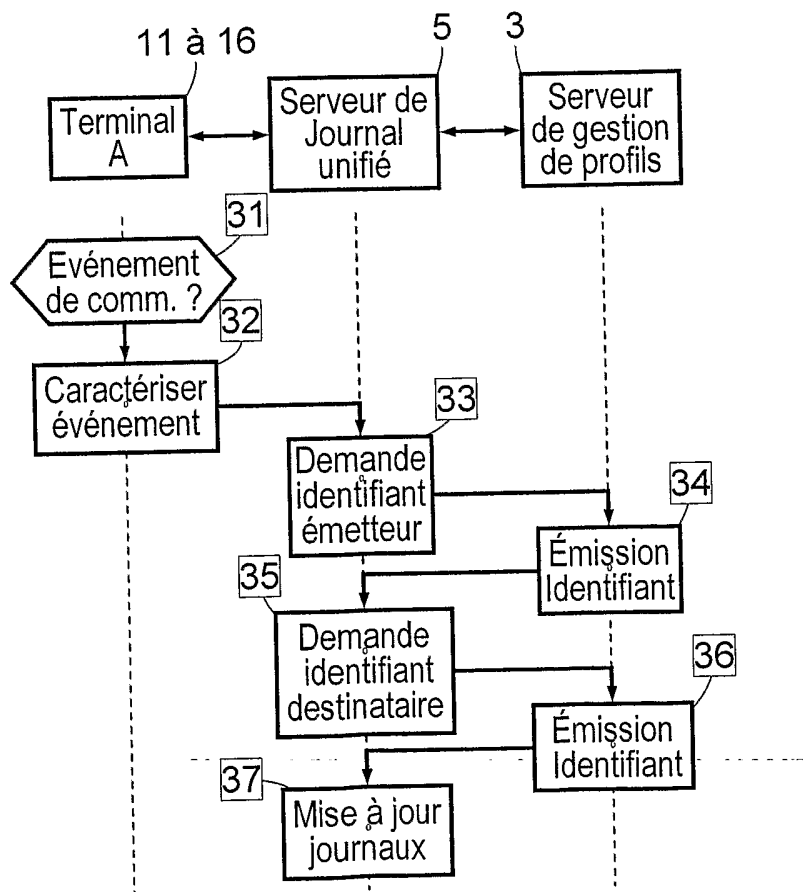 11 à 16
5
3
Terminal
A
Serveur de
Journal
unifié
Serveur
de gestion
de profils
31
Evénement
de comm. ?
32
Caractériser
événement
33
Demande
identifiant
émetteur
34
Émission
Identifiant
35
Demande
identifiant
destinataire
36
Émission
Identifiant
37
Mise à jour
journaux